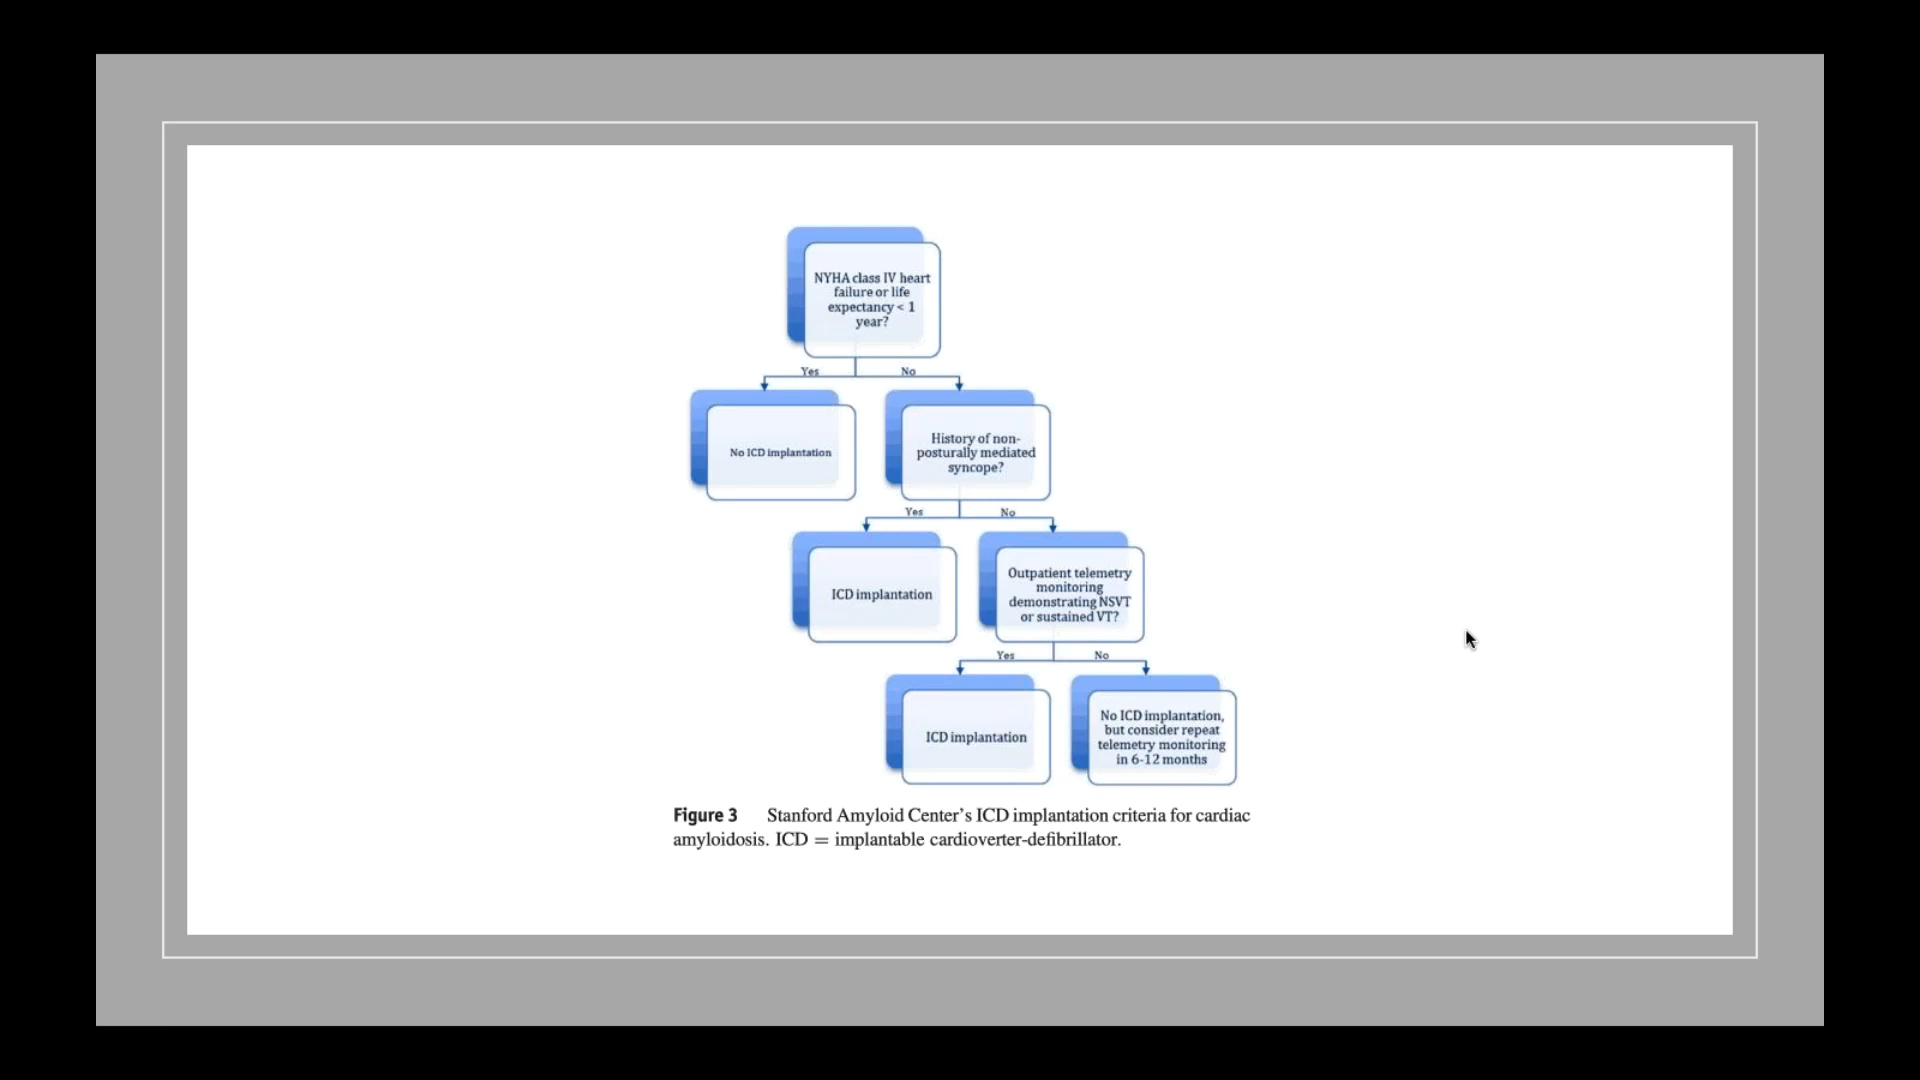 NYHA class IV heart
failure or life
expectancy < 1
year?
Yes
No
No ICD implantation
History of non-
posturally mediated
syncope?
Yes
No
ICD implantation
Outpatient telemetry
monitoring
demonstrating NSVT
or sustained VT?
Yes
No
ICD implantation
No ICD implantation,
but consider repeat
telemetry monitoring
in 6-12 months
Figure 3 Stanford Amyloid Center's ICD implantation criteria for cardiac
amyloidosis. ICD = implantable cardioverter-defibrillator.